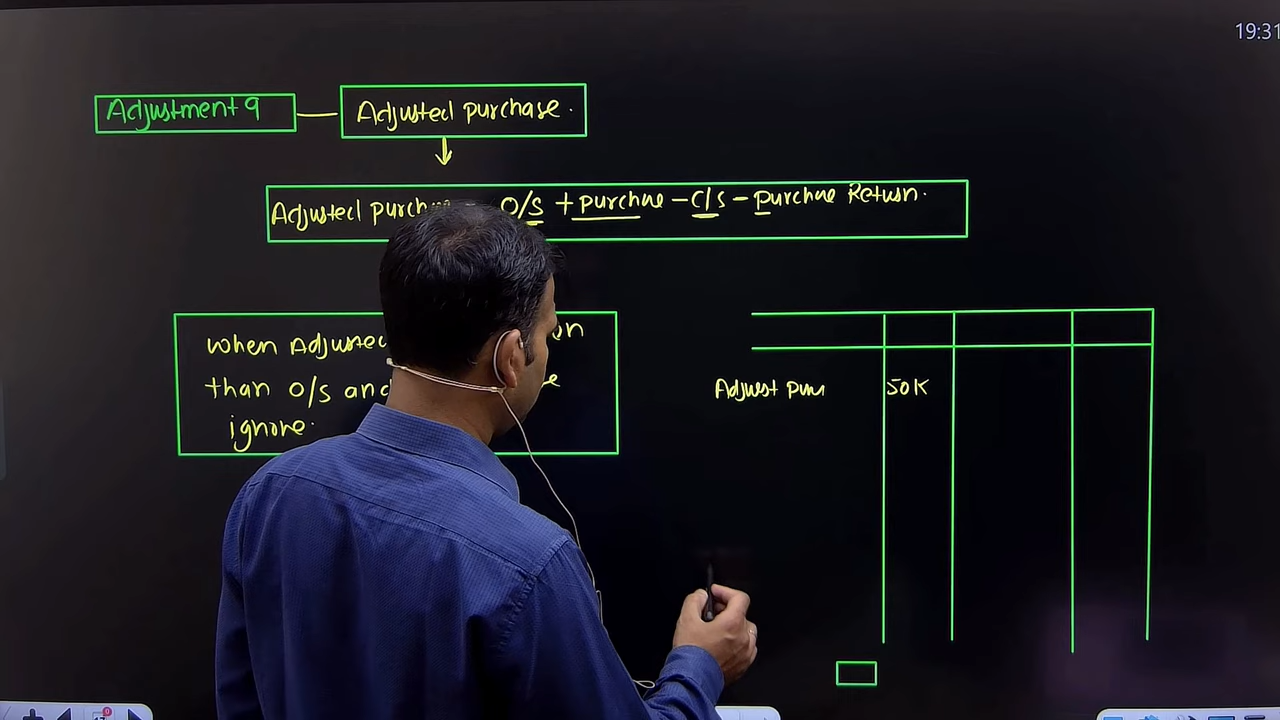 19:31
Adjustment 9
Adjusted purchase.
Adjusted purch O/s + purchase - C/s - purchase Return.
when Adjusted
than O/s and
ignore.
Adjust Pur 50K